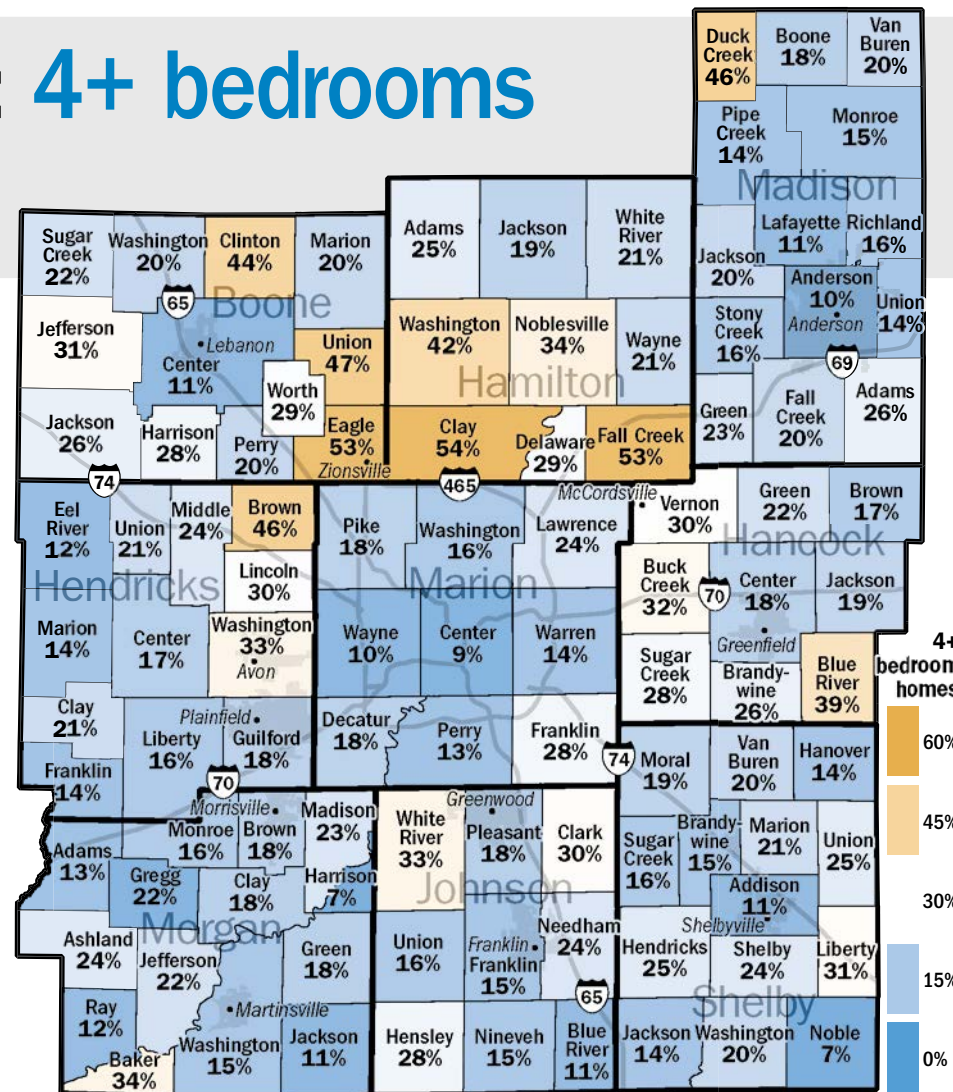 : 4+ bedrooms
Duck
Creek
46%
Boone
18%
Van
Buren
20%
Pipe
Creek
14%
Monroe
15%
Madison
Lafayette
11%
Richland
16%
Jackson
20%
Anderson
10%
Anderson
Union
14%
Stony
Creek
16%
69
Green
23%
Fall
Creek
20%
Adams
26%
Adams
25%
Jackson
19%
White
River
21%
Washington
42%
Noblesville
34%
Wayne
21%
Hamilton
Clay
54%
Delaware
29%
Fall Creek
53%
465
Sugar
Creek
22%
Washington
20%
Clinton
44%
Marion
20%
65
Boone
Jefferson
31%
Lebanon
Center
11%
Union
47%
Worth
29%
Jackson
26%
Harrison
28%
Perry
20%
Eagle
53%
Zionsville
74
Eel
River
12%
Union
21%
Middle
24%
Brown
46%
Lincoln
30%
Hendricks
Marion
14%
Center
17%
Washington
33%
Avon
Clay
21%
Plainfield
Liberty
16%
Guilford
18%
Franklin
14%
70
Pike
18%
Washington
16%
Lawrence
24%
Marion
Wayne
10%
Center
9%
Warren
14%
Decatur
18%
Perry
13%
Franklin
28%
74
McCordsville
Vernon
30%
Green
22%
Brown
17%
Hancock
Buck
Creek
32%
70
Center
18%
Jackson
19%
Greenfield
Sugar
Creek
28%
Brandy-
wine
26%
Blue
River
39%
4+
bedroom
homes
60%
45%
30%
15%
0%
Morrisville
Madison
23%
Monroe
16%
Brown
18%
Adams
13%
Gregg
22%
Clay
18%
Harrison
7%
Morgan
Ashland
24%
Jefferson
22%
Green
18%
Ray
12%
Martinsville
Baker
34%
Washington
15%
Jackson
11%
White
River
33%
Greenwood
Pleasant
18%
Clark
30%
Johnson
Union
16%
Franklin
Franklin
15%
Needham
24%
65
Hensley
28%
Nineveh
15%
Blue
River
11%
Moral
19%
Van
Buren
20%
Hanover
14%
Sugar
Creek
16%
Brandy-
wine
15%
Marion
21%
Union
25%
Addison
11%
Shelbyville
Hendricks
25%
Shelby
24%
Liberty
31%
Shelby
Jackson
14%
Washington
20%
Noble
7%